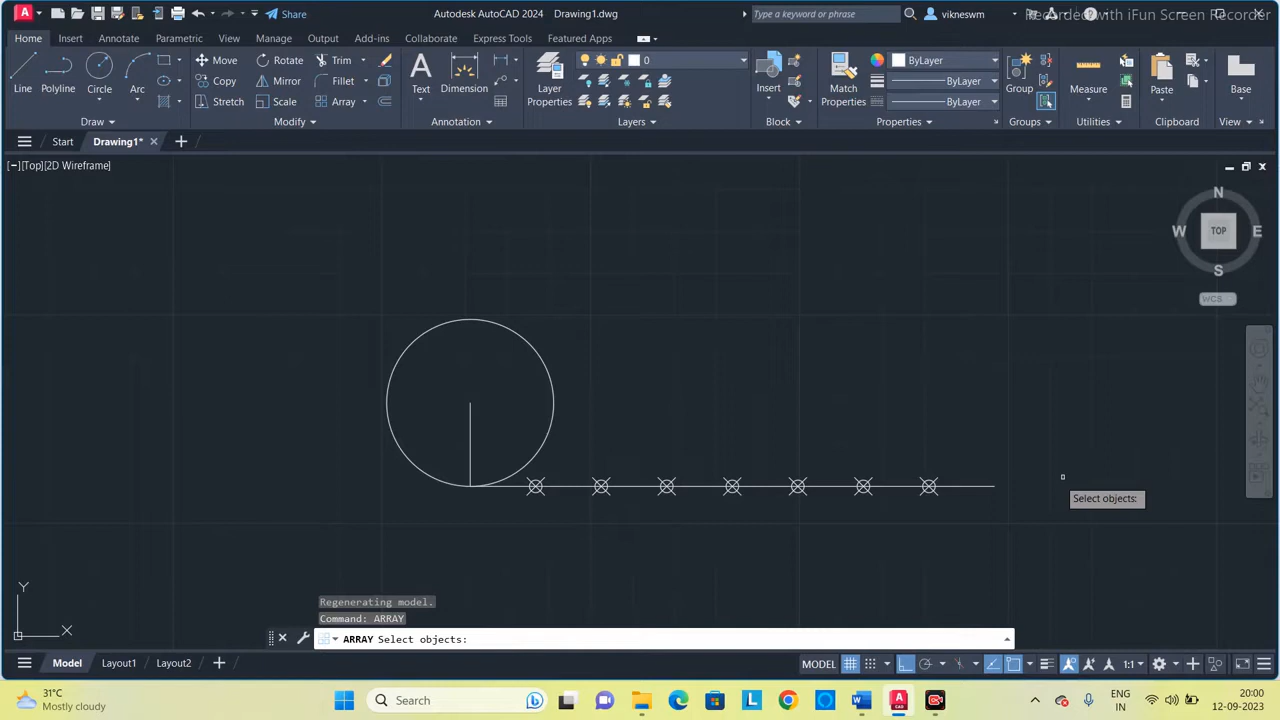 Share
Autodesk AutoCAD 2024 Drawing1.dwg
Type a keyword or phrase
vikneswm
Recorded with iFun Screen Recorder
Home Insert Annotate Parametric View Manage Output Add-ins Collaborate Express Tools Featured Apps
Line Polyline Circle Arc
Move Rotate Trim
Copy Mirror Fillet
Stretch Scale Array
Text Dimension
Layer Properties
0
Insert
Match Properties
ByLayer
ByLayer
ByLayer
Group
Measure
Paste
Base
Draw Modify Annotation Layers Block Properties Groups Utilities Clipboard View
Start Drawing1*
[−][Top][2D Wireframe]
N
W TOP E
S
WCS
Select objects:
Y
X
Regenerating model.
Command: ARRAY
ARRAY Select objects:
Model Layout1 Layout2
MODEL 1:1
31°C
Mostly cloudy
Search
ENG
IN
20:00
12-09-2023